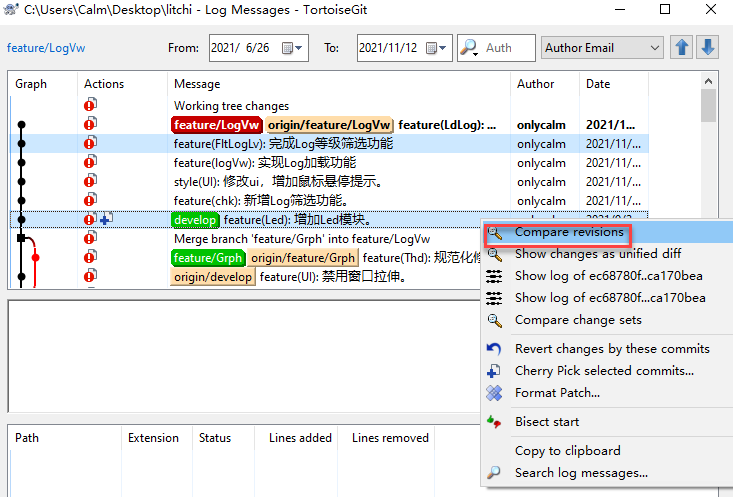 C:\Users\Calm\Desktop\litchi - Log Messages - TortoiseGit
feature/LogVw From: 2021/ 6/26 To: 2021/11/12 Auth Author Email
Graph Actions Message Author Date
Working tree changes
feature/LogVw origin/feature/LogVw feature(LdLog): ... onlycalm 2021/1...
feature(FltLogLv): 完成Log等级筛选功能 onlycalm 2021/11/...
feature(logVw): 实现Log加载功能 onlycalm 2021/11/...
style(UI): 修改ui，增加鼠标悬停提示。 onlycalm 2021/11/...
feature(chk): 新增Log筛选功能。 onlycalm 2021/11/...
develop feature(Led): 增加Led模块。 onlycalm
Merge branch 'feature/Grph' into feature/LogVw
feature/Grph origin/feature/Grph feature(Thd): 规范化修
origin/develop feature(UI): 禁用窗口拉伸。
Compare revisions
Show changes as unified diff
Show log of ec68780f..ca170bea
Show log of ec68780f...ca170bea
Compare change sets
Revert changes by these commits
Cherry Pick selected commits...
Format Patch...
Bisect start
Copy to clipboard
Search log messages...
Path Extension Status Lines added Lines removed